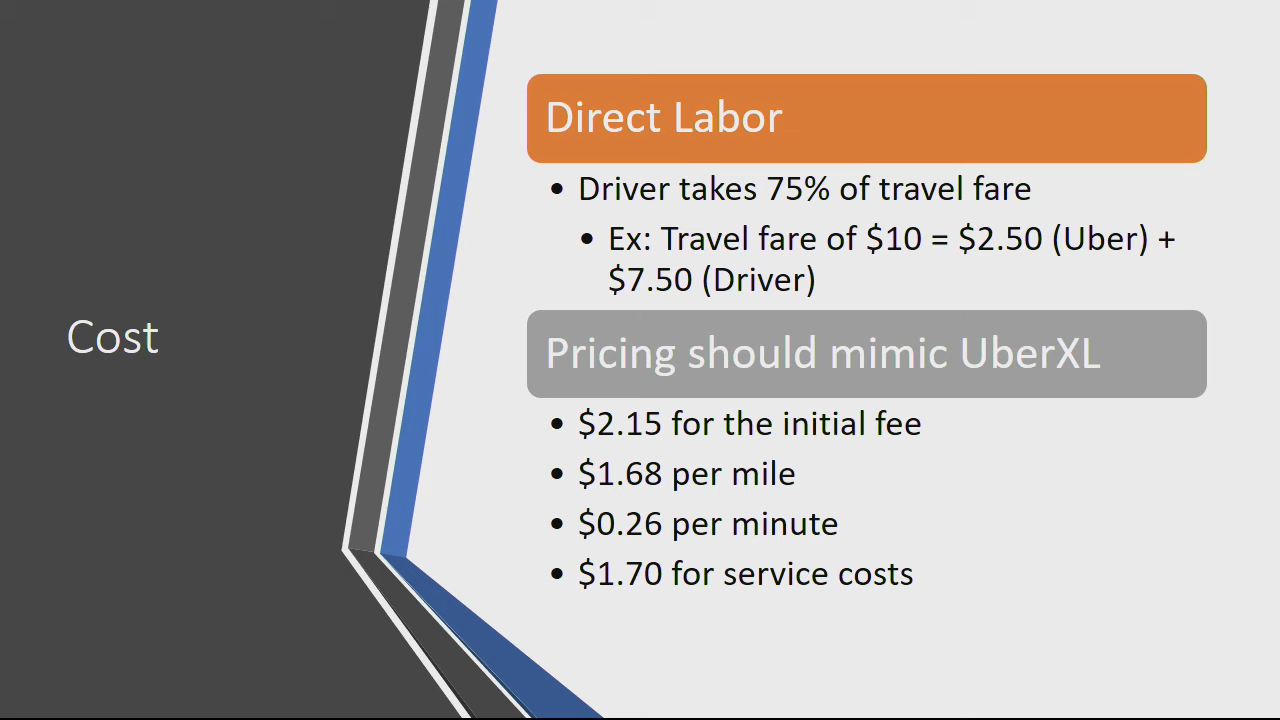 Cost
Direct Labor
• Driver takes 75% of travel fare
• Ex: Travel fare of $10 = $2.50 (Uber) +
$7.50 (Driver)
Pricing should mimic UberXL
• $2.15 for the initial fee
• $1.68 per mile
• $0.26 per minute
• $1.70 for service costs